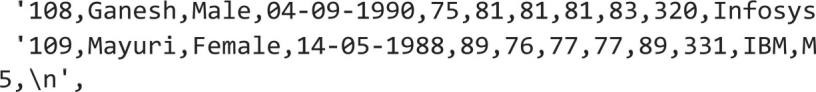 '108,Ganesh,Male,04-09-1990,75,81,81,81,83,320,Infosys
'109,Mayuri,Female,14-05-1988,89,76,77,77,89,331,IBM,M
5,\n',